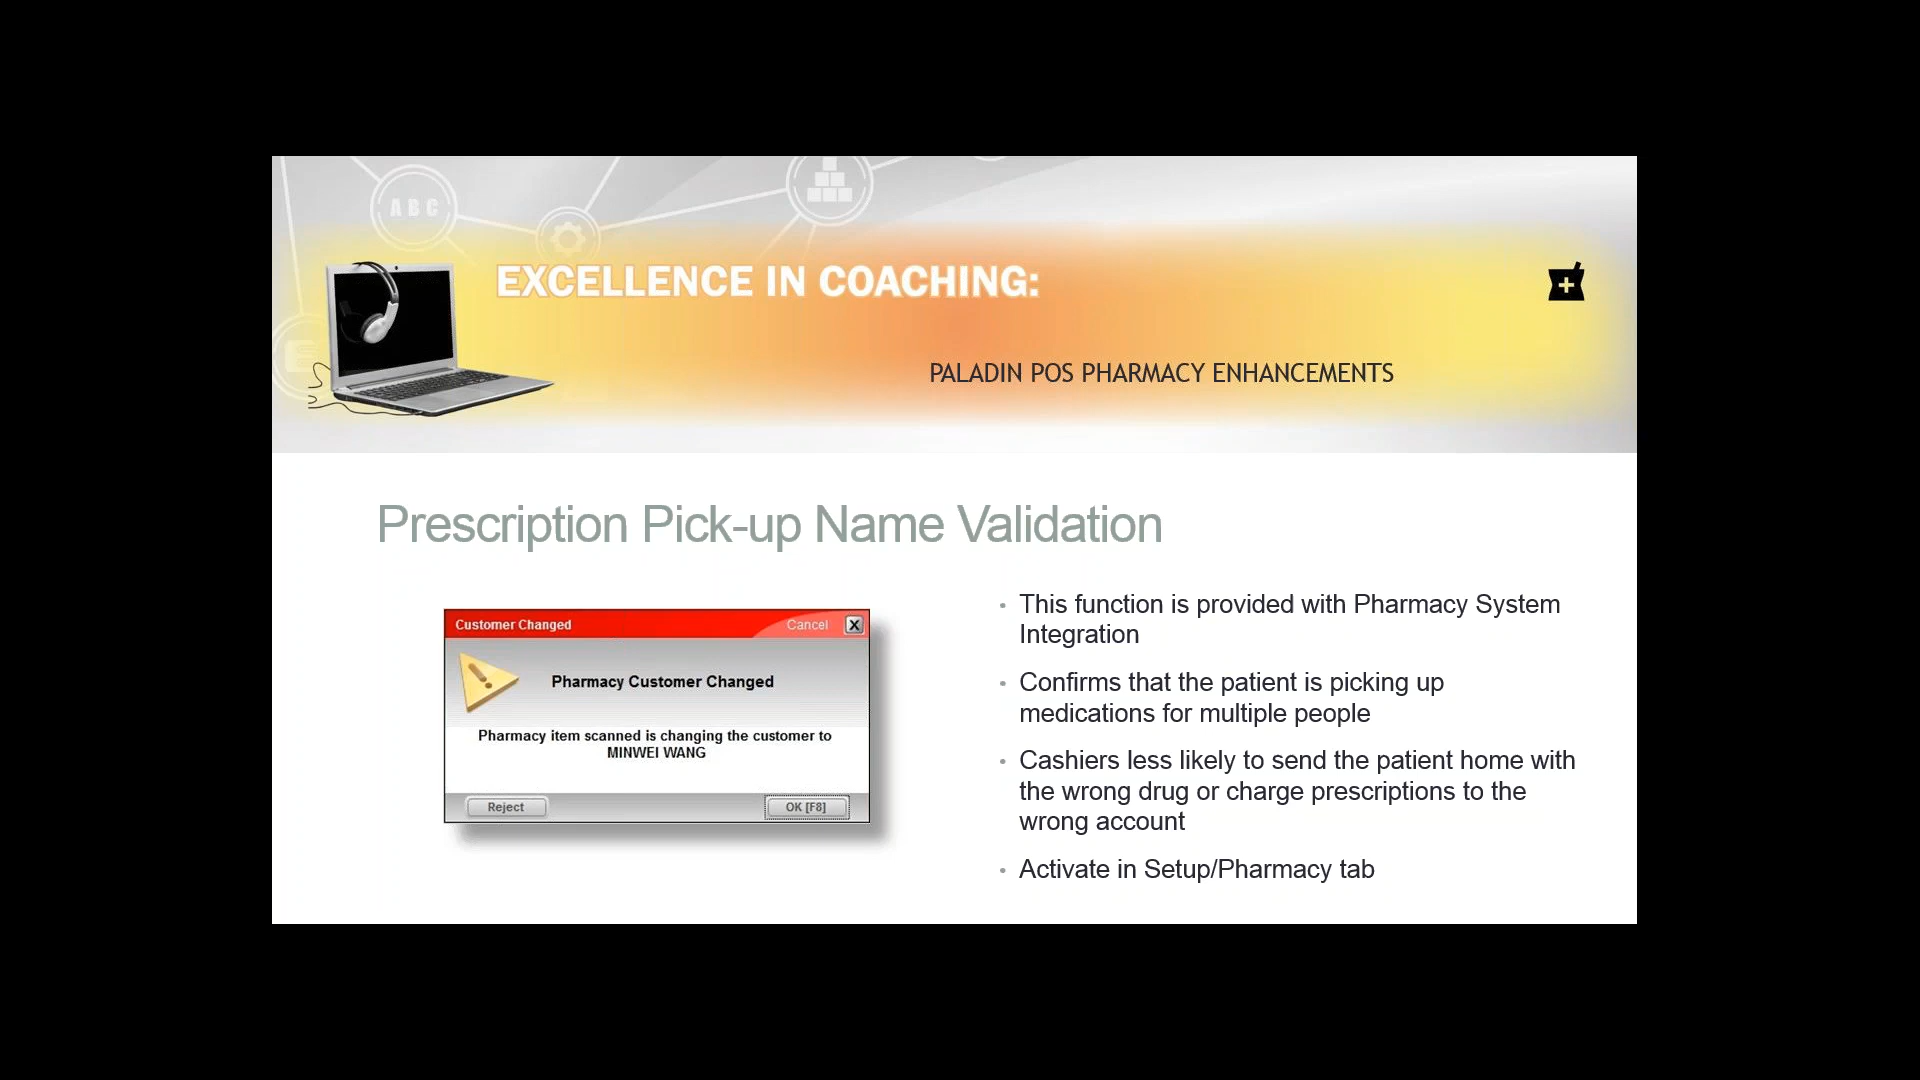 ABC
EXCELLENCE IN COACHING:
PALADIN POS PHARMACY ENHANCEMENTS
Prescription Pick-up Name Validation
Customer Changed
Cancel
X
Pharmacy Customer Changed
Pharmacy item scanned is changing the customer to
MINWEI WANG
Reject
OK [F8]
• This function is provided with Pharmacy System
Integration
• Confirms that the patient is picking up
medications for multiple people
• Cashiers less likely to send the patient home with
the wrong drug or charge prescriptions to the
wrong account
• Activate in Setup/Pharmacy tab